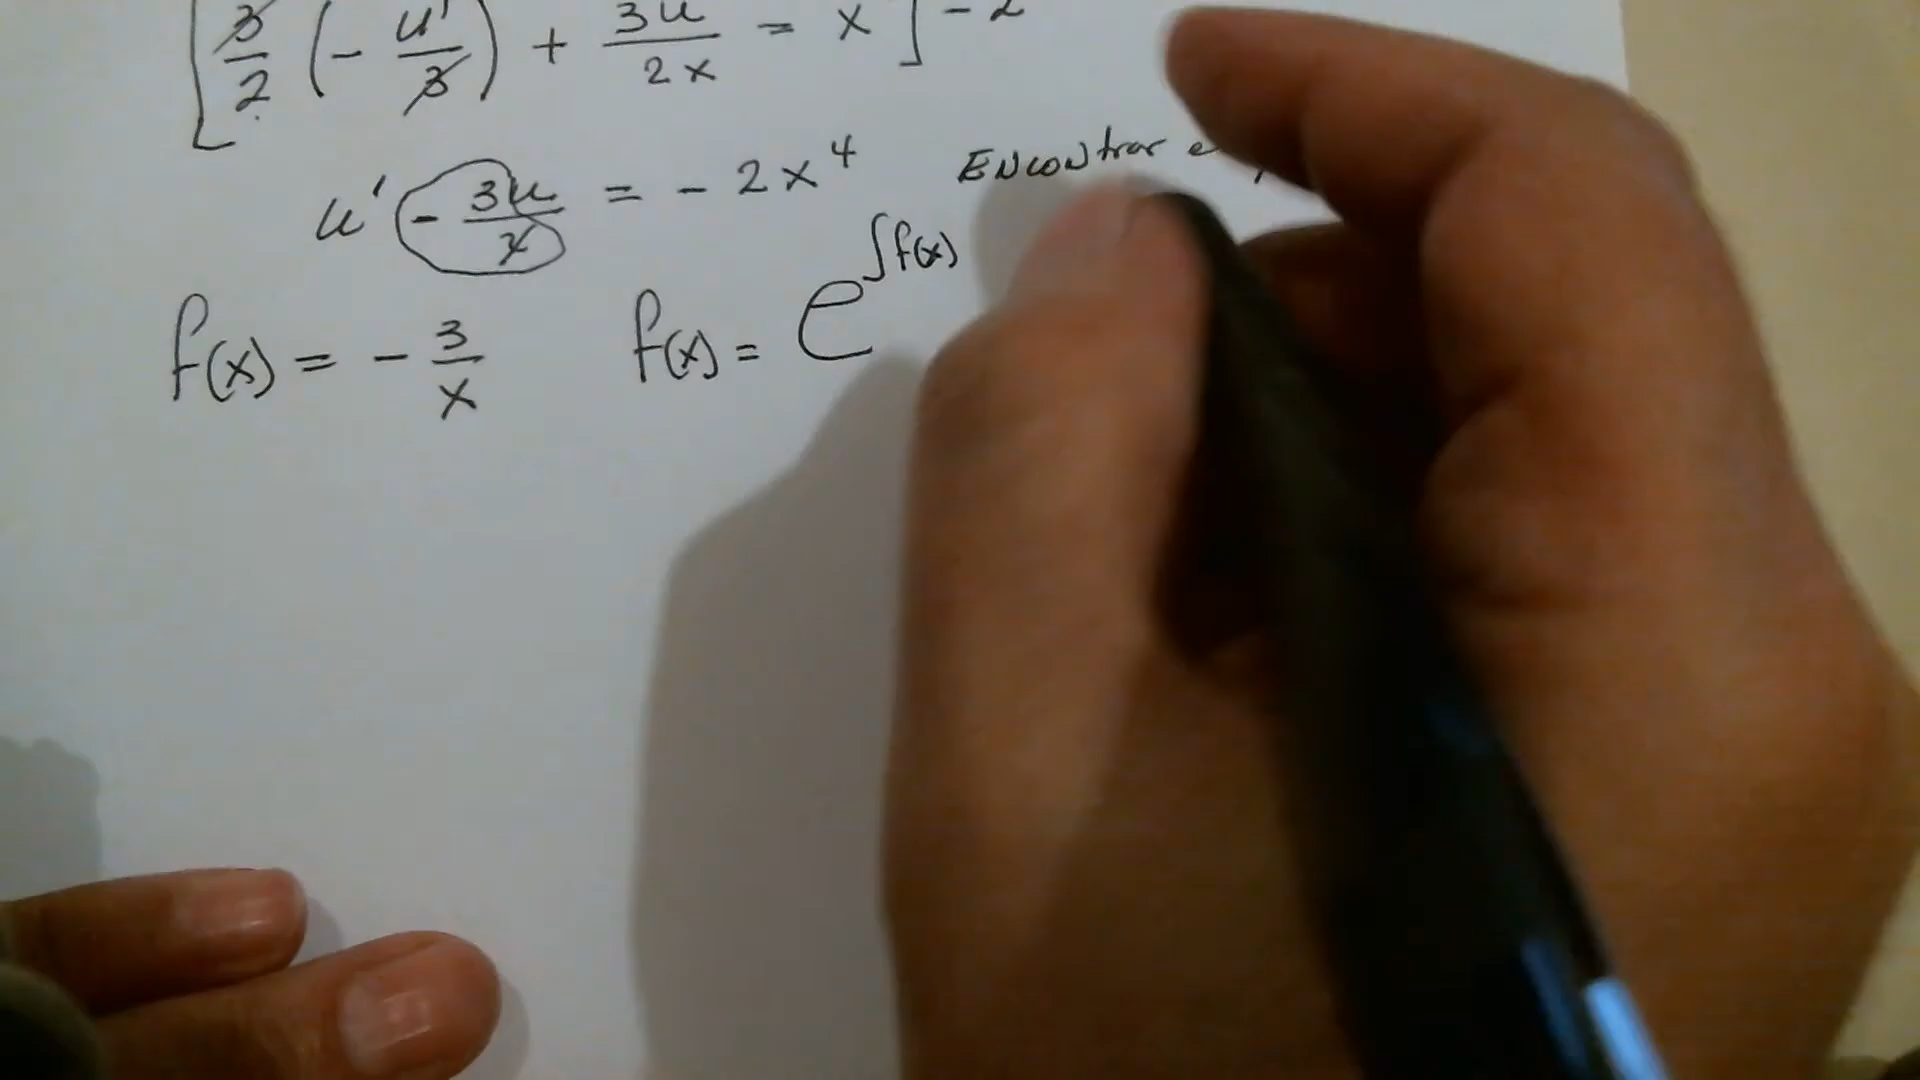 [3/2 (- u'/3) + 3u/2x = x] -2
u' - 3u/x = - 2x⁴ ENCONtrar
f(x) = - 3/x f(x) = e^∫f(x)